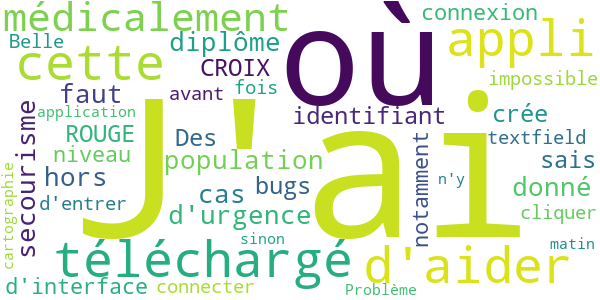 médicalement
où
connexion
Belle
diplôme
appli
cette
CROIX
impossible
faut
avant
fois
J'ai
identifiant
crée
application
ROUGE
Des
textfield
secourisme
niveau
population
notamment
sais
cartographie
hors
cas
bugs
n'y
donné
d'entrer
d'urgence
cliquer
téléchargé
sinon
d'aider
matin
d'interface
connecter
Problème